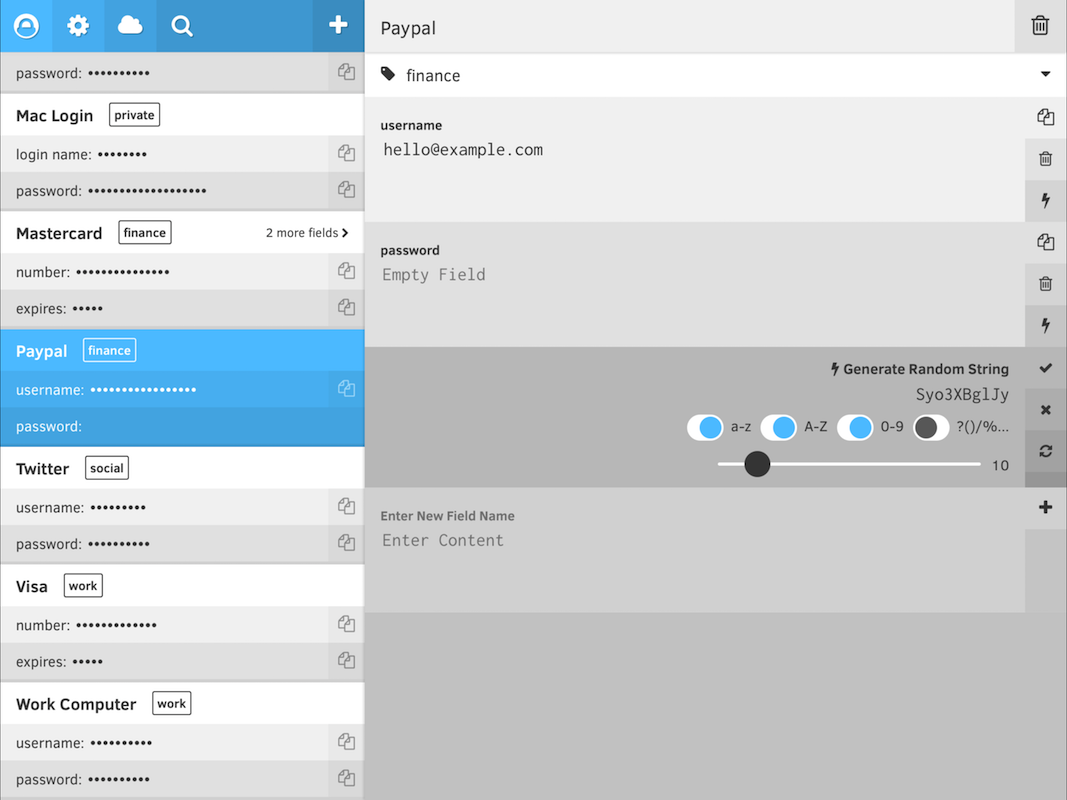 password: ••••••••••
Mac Login private
login name: ••••••••
password: •••••••••••••••••••
Mastercard finance 2 more fields
number: •••••••••••••••
expires: •••••
Paypal finance
username: •••••••••••••••••
password:
Twitter social
username: •••••••••
password: ••••••••••
Visa work
number: •••••••••••••
expires: •••••
Work Computer work
username: ••••••••••
password: ••••••••••
Paypal
finance
username
hello@example.com
password
Empty Field
Generate Random String
Syo3XBglJy
a-z A-Z 0-9 ?()/%...
10
Enter New Field Name
Enter Content